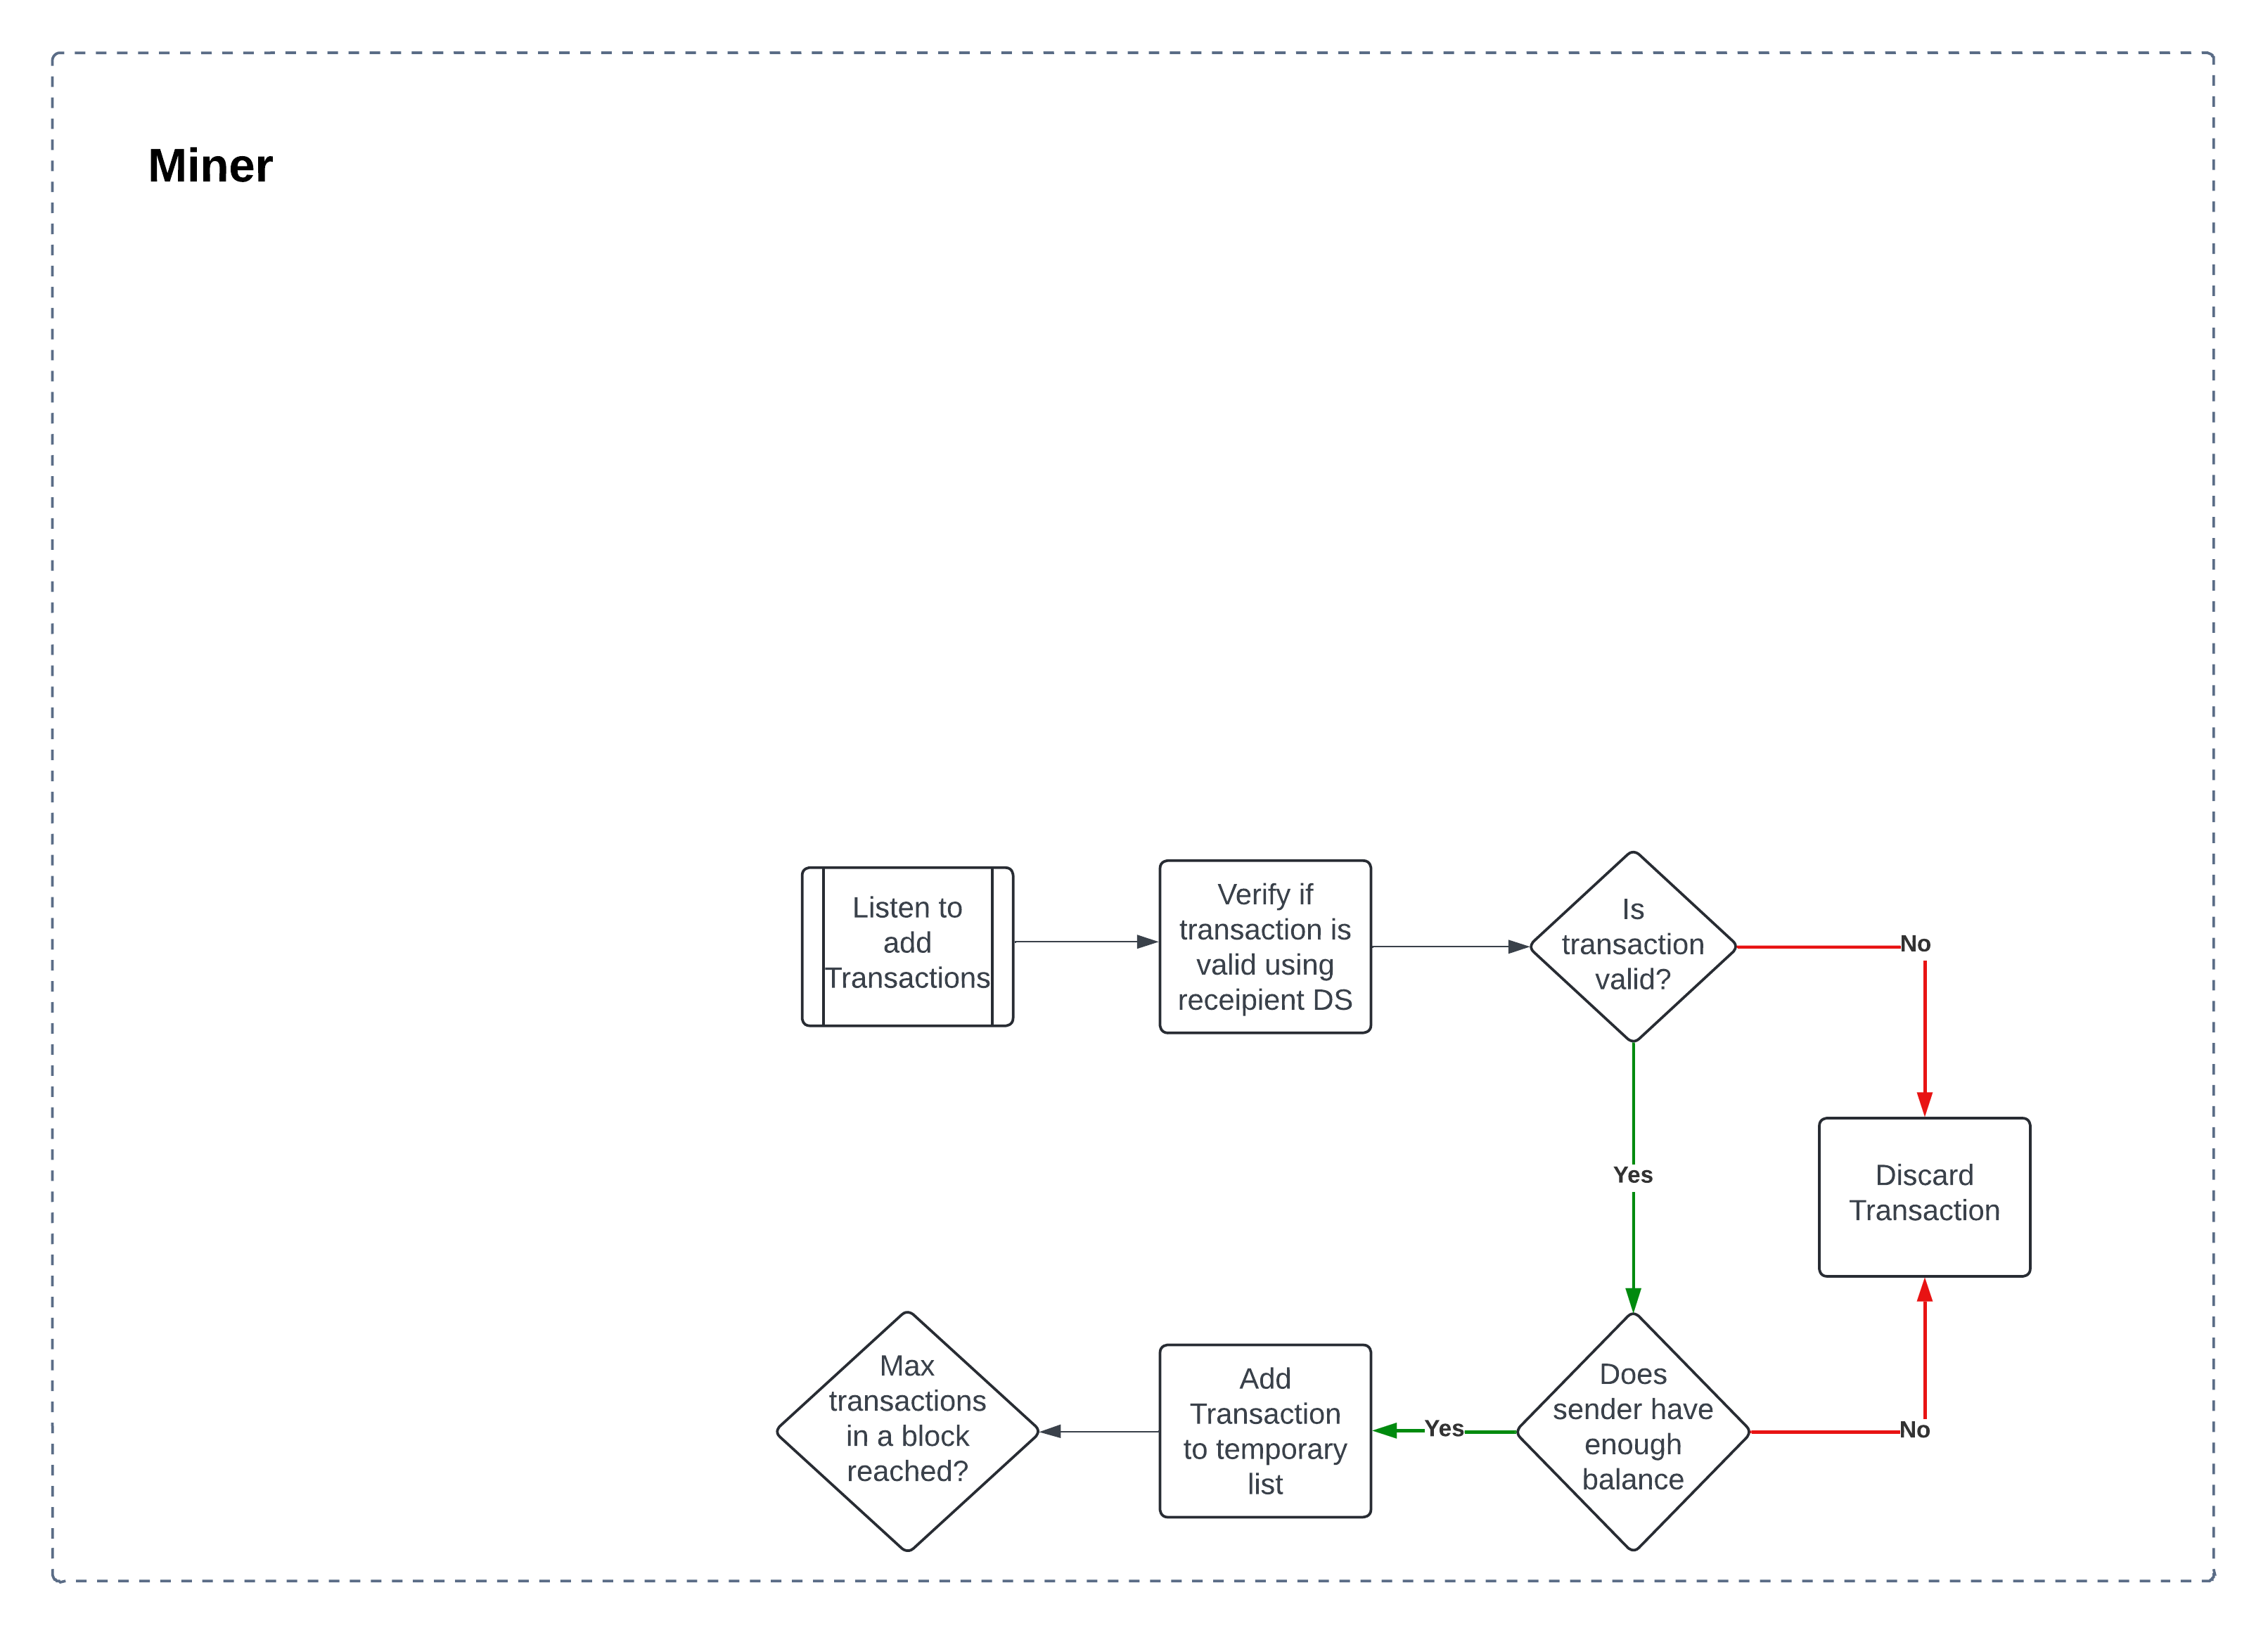 Miner
Listen to
add
Transactions
Verify if
transaction is
valid using
receipient DS
Is
transaction
valid?
No
Yes
Discard
Transaction
Max
transactions
in a block
reached?
Add
Transaction
to temporary
list
Yes
Does
sender have
enough
balance
No